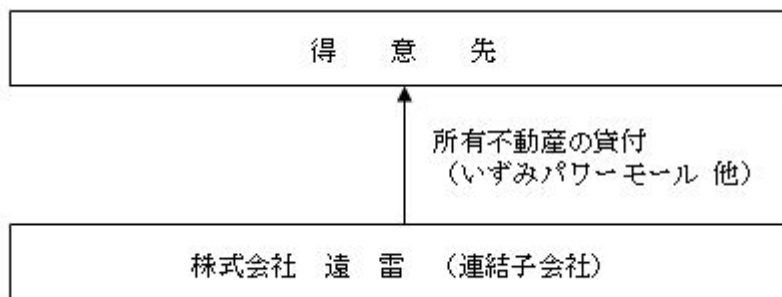 得　意　先
所有不動産の貸付
（いずみパワーモール 他）
株式会社　遠　雷　（連結子会社）